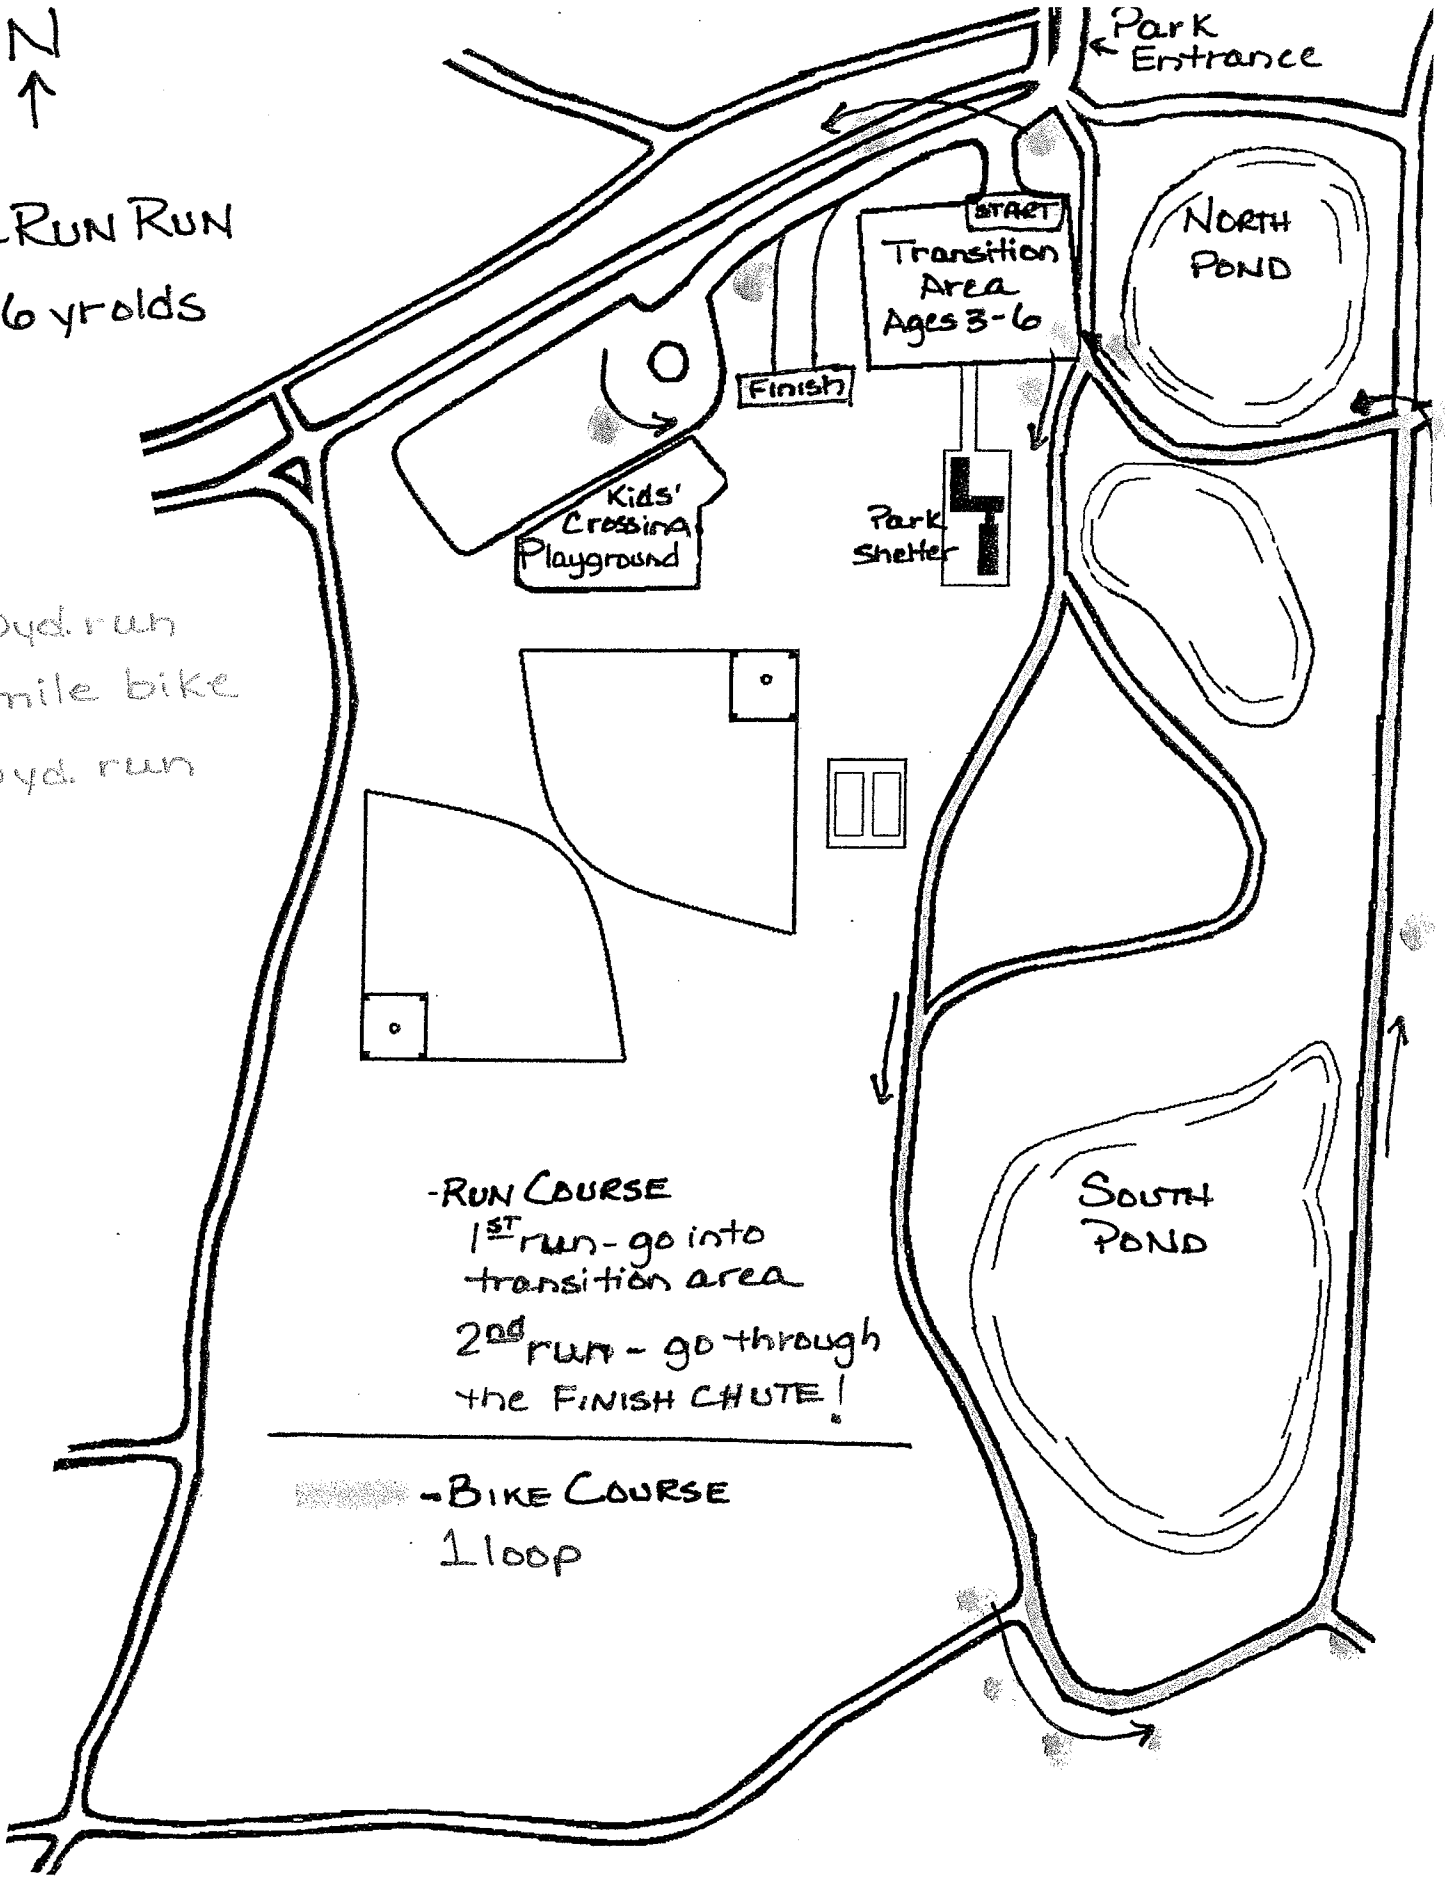 N
Park
Entrance
RUN RUN
6 yrolds
START
Transition
Area
Ages 3-6
NORTH
POND
FINISH
Kids'
Crossing
Playground
Park
Shelter
yd. run
mile bike
yd. run
-RUN COURSE
1ST run - go into
transition area
2nd run - go through
the FINISH CHUTE!
SOUTH
POND
-BIKE COURSE
1 loop